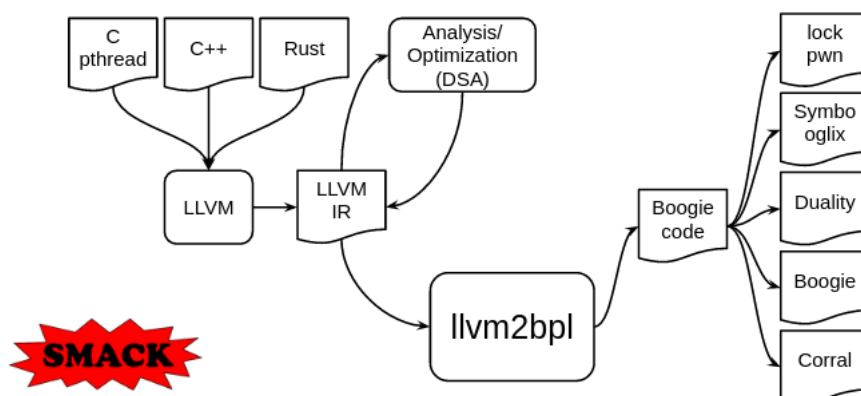 C
pthread
C++
Rust
Analysis/
Optimization
(DSA)
lock
pwn
Symbo
oglix
LLVM
LLVM
IR
Boogie
code
Duality
Boogie
llvm2bpl
SMACK
Corral